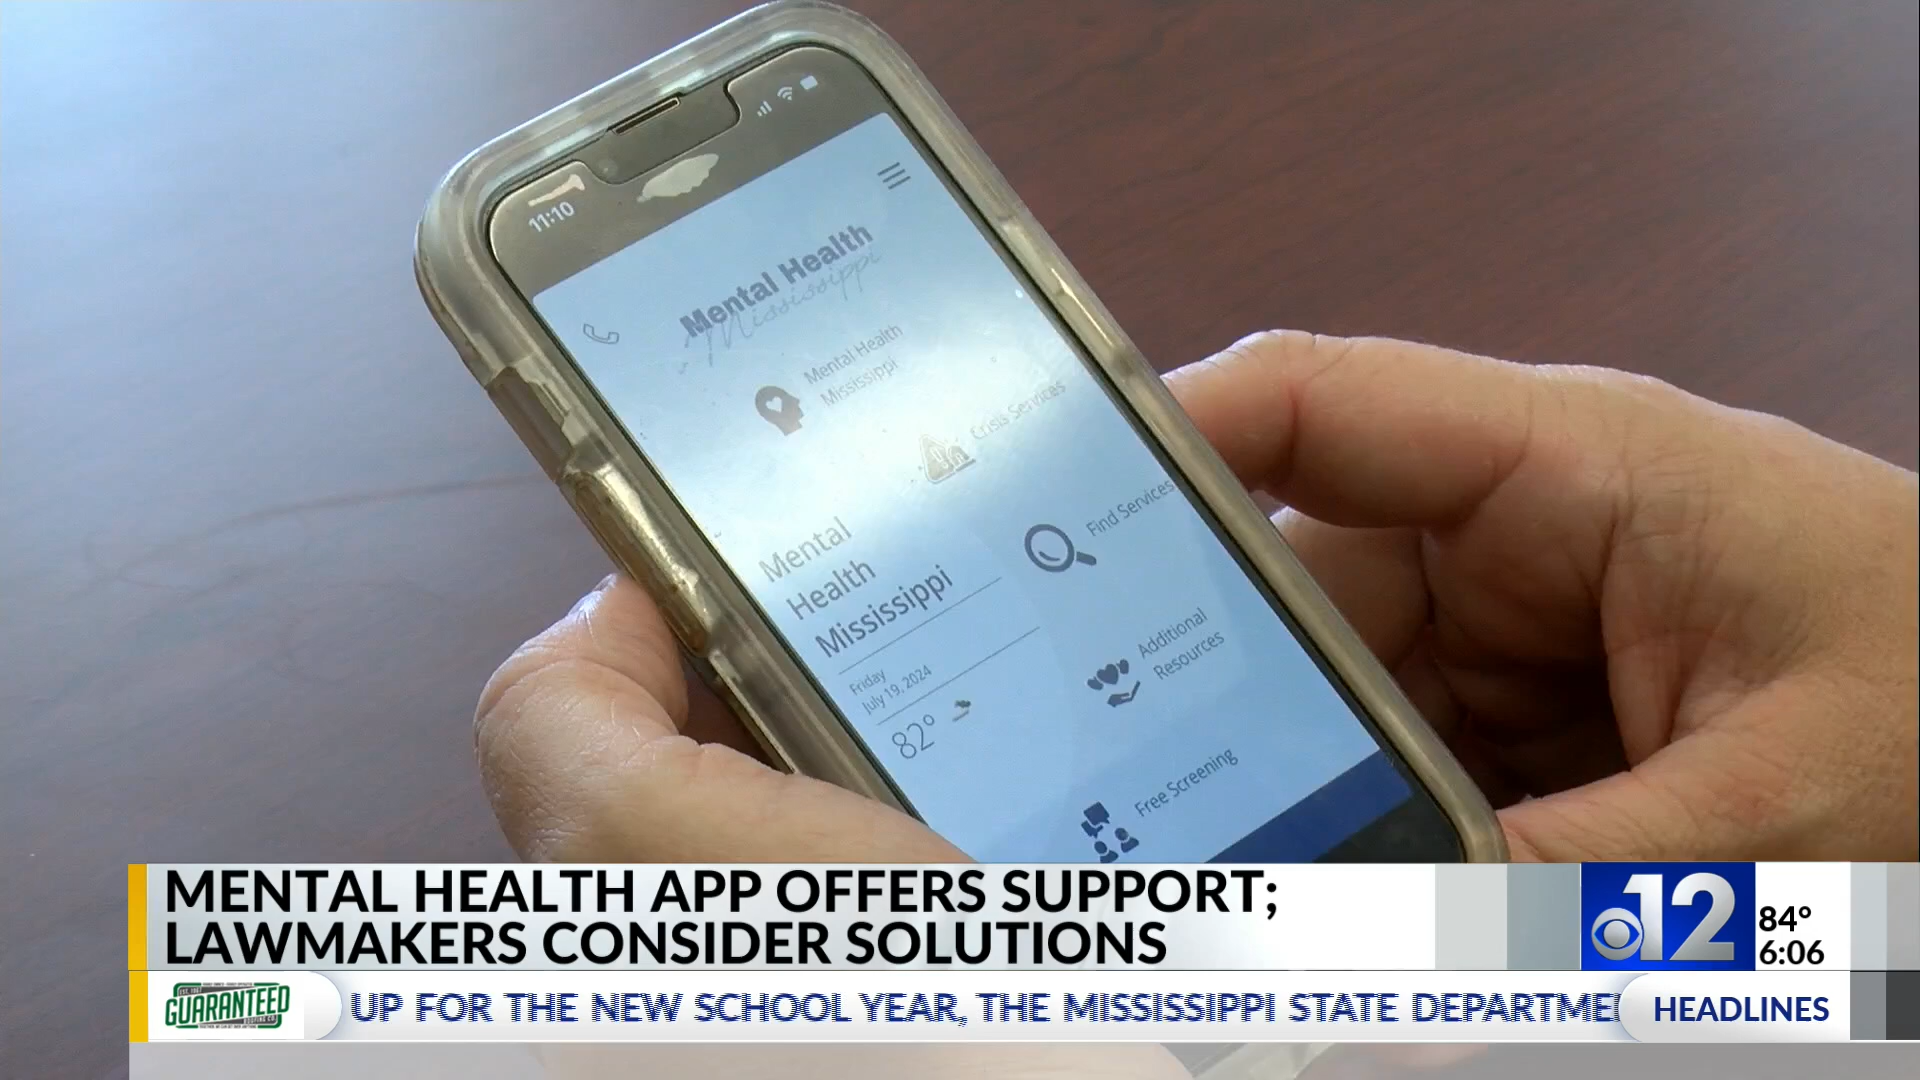 11:10
Mental Health
Mississippi
Mental Health
Mississippi
Crisis Services
Find Services
Mental
Health
Mississippi
Friday
July 19, 2024
82°
Additional
Resources
Free Screening
MENTAL HEALTH APP OFFERS SUPPORT;
LAWMAKERS CONSIDER SOLUTIONS
12
84°
6:06
GUARANTEED
UP FOR THE NEW SCHOOL YEAR, THE MISSISSIPPI STATE DEPARTME
HEADLINES